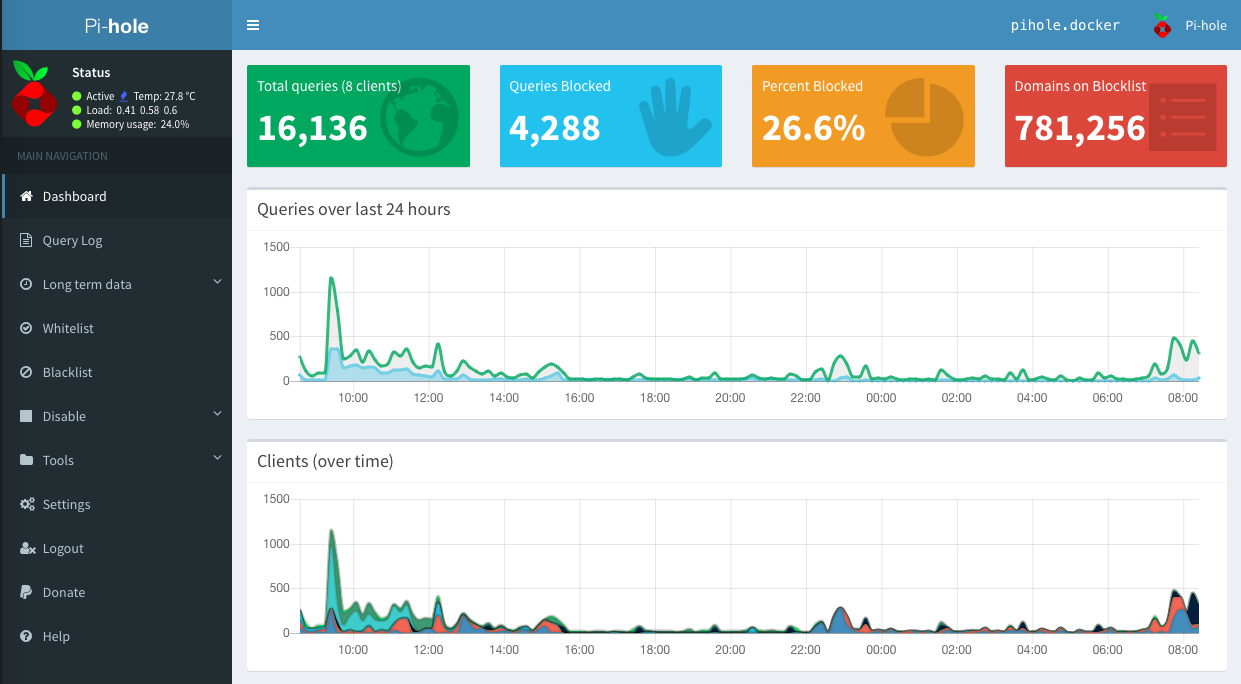 Pi-hole
pihole.docker
Pi-hole
Status
Active Temp: 27.8 °C
Load: 0.41 0.58 0.6
Memory usage: 24.0%
MAIN NAVIGATION
Dashboard
Query Log
Long term data
Whitelist
Blacklist
Disable
Tools
Settings
Logout
Donate
Help
Total queries (8 clients)
16,136
Queries Blocked
4,288
Percent Blocked
26.6%
Domains on Blocklist
781,256
Queries over last 24 hours
1500
1000
500
0
10:00 12:00 14:00 16:00 18:00 20:00 22:00 00:00 02:00 04:00 06:00 08:00
Clients (over time)
1500
1000
500
0
10:00 12:00 14:00 16:00 18:00 20:00 22:00 00:00 02:00 04:00 06:00 08:00